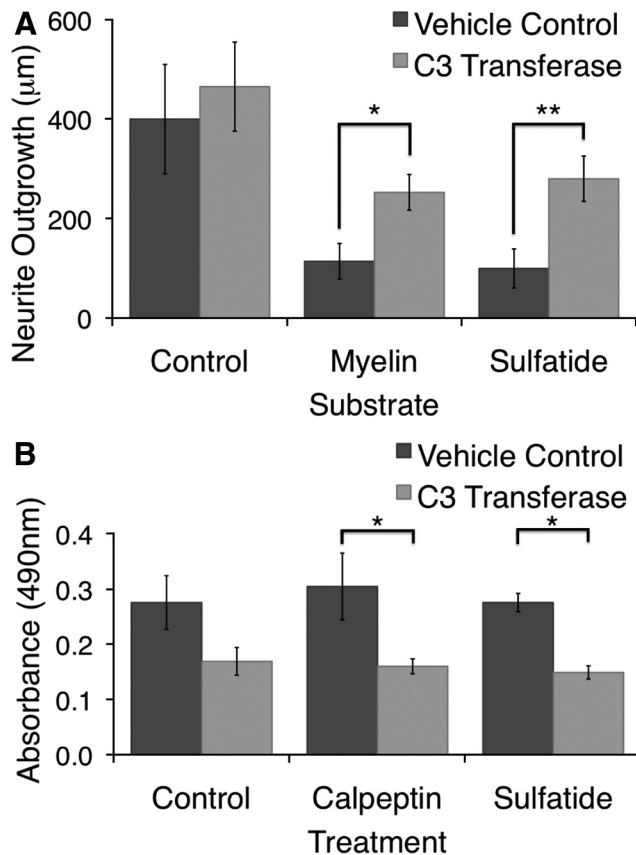 A
600
Vehicle Control
C3 Transferase
400
200
0
Neurite Outgrowth (μm)
*
**
Control Myelin Sulfatide
Substrate
B
Vehicle Control
C3 Transferase
0.4
0.3
0.2
0.1
0.0
Absorbance (490nm)
*
*
Control Calpeptin Sulfatide
Treatment